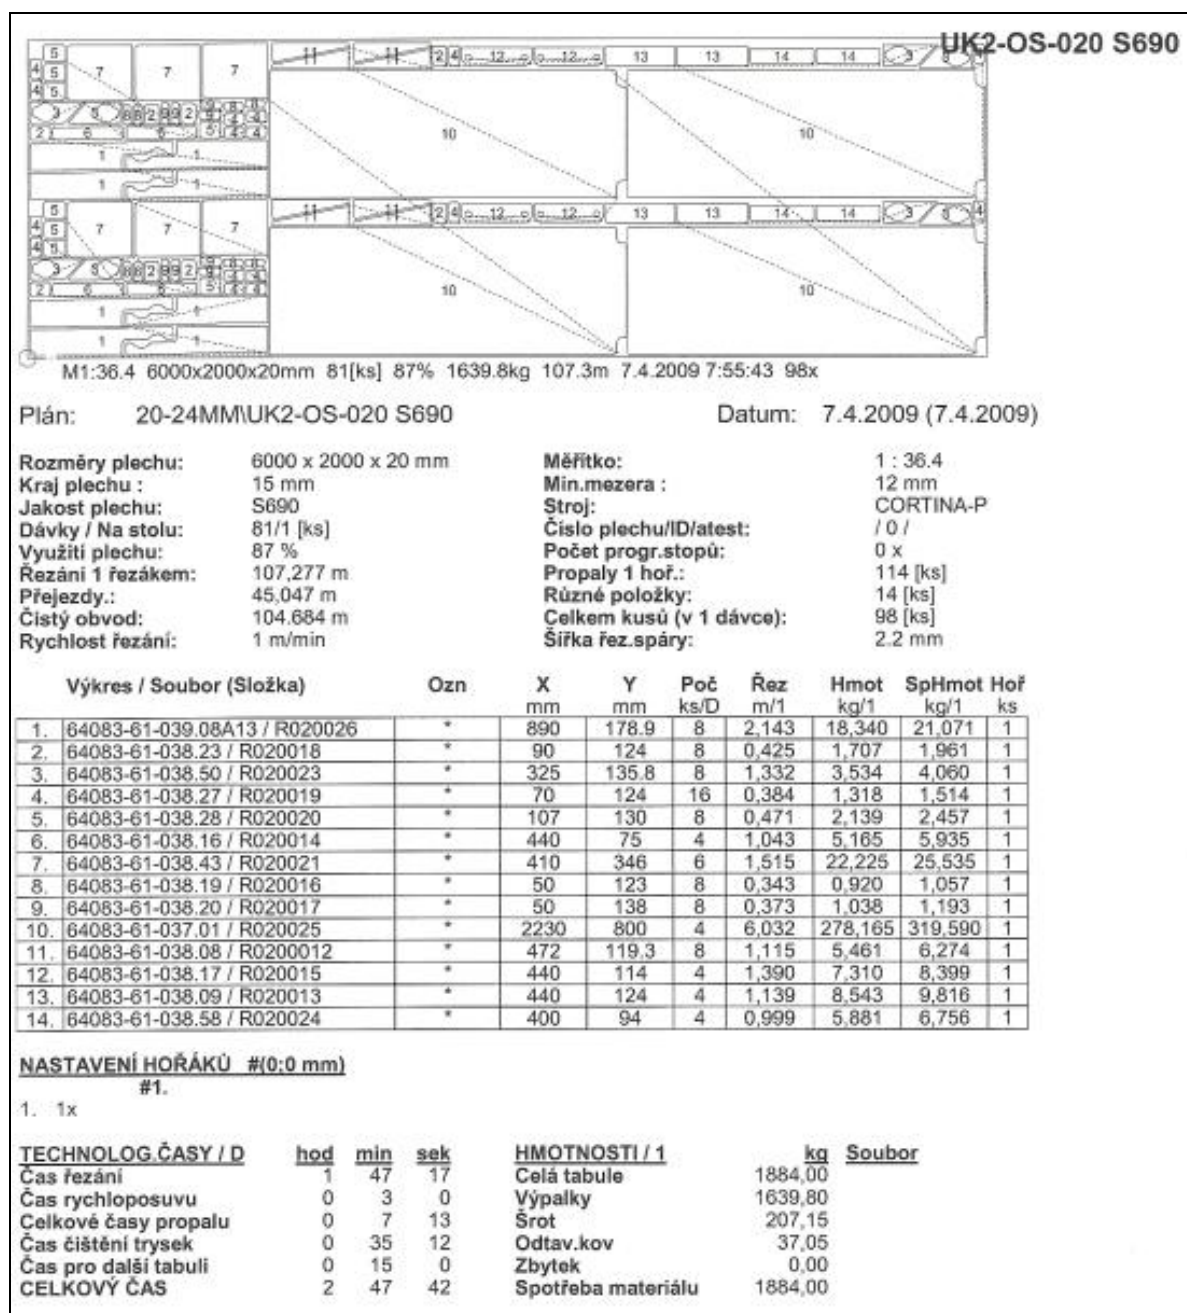 UK2-OS-020 S690
M1:36.4 6000x2000x20mm 81[ks] 87% 1639.8kg 107.3m 7.4.2009 7:55:43 98x
Plán: 20-24MM\UK2-OS-020 S690 Datum: 7.4.2009 (7.4.2009)
Rozměry plechu: 6000 x 2000 x 20 mm Měřítko: 1 : 36.4
Kraj plechu : 15 mm Min.mezera : 12 mm
Jakost plechu: S690 Stroj: CORTINA-P
Dávky / Na stolu: 81/1 [ks] Číslo plechu/ID/atest: / 0 /
Využití plechu: 87 % Počet progr.stopů: 0 x
Řezání 1 řezákem: 107,277 m Propaly 1 hoř.: 114 [ks]
Přejezdy.: 45,047 m Různé položky: 14 [ks]
Čistý obvod: 104.684 m Celkem kusů (v 1 dávce): 98 [ks]
Rychlost řezání: 1 m/min Šířka řez.spáry: 2.2 mm
Výkres / Soubor (Složka) Ozn X Y Poč Řez Hmot SpHmot Hoř
mm mm ks/D m/1 kg/1 kg/1 ks
1. 64083-61-039.08A13 / R020026 * 890 178.9 8 2,143 18,340 21,071 1
2. 64083-61-038.23 / R020018 * 90 124 8 0,425 1,707 1,961 1
3. 64083-61-038.50 / R020023 * 325 135.8 8 1,332 3,534 4,060 1
4. 64083-61-038.27 / R020019 * 70 124 16 0,384 1,318 1,514 1
5. 64083-61-038.28 / R020020 * 107 130 8 0,471 2,139 2,457 1
6. 64083-61-038.16 / R020014 * 440 75 4 1,043 5,165 5,935 1
7. 64083-61-038.43 / R020021 * 410 346 6 1,515 22,225 25,535 1
8. 64083-61-038.19 / R020016 * 50 123 8 0,343 0,920 1,057 1
9. 64083-61-038.20 / R020017 * 50 138 8 0,373 1,038 1,193 1
10. 64083-61-037.01 / R020025 * 2230 800 4 6,032 278,165 319,590 1
11. 64083-61-038.08 / R0200012 * 472 119.3 8 1,115 5,461 6,274 1
12. 64083-61-038.17 / R020015 * 440 114 4 1,390 7,310 8,399 1
13. 64083-61-038.09 / R020013 * 440 124 4 1,139 8,543 9,816 1
14. 64083-61-038.58 / R020024 * 400 94 4 0,999 5,881 6,756 1
NASTAVENÍ HOŘÁKŮ #(0;0 mm)
#1.
1. 1x
TECHNOLOG.ČASY / D hod min sek HMOTNOSTI / 1 kg Soubor
Čas řezání 1 47 17 Celá tabule 1884,00
Čas rychloposuvu 0 3 0 Výpalky 1639,80
Celkové časy propalu 0 7 13 Šrot 207,15
Čas čištění trysek 0 35 12 Odtav.kov 37,05
Čas pro další tabuli 0 15 0 Zbytek 0,00
CELKOVÝ ČAS 2 47 42 Spotřeba materiálu 1884,00